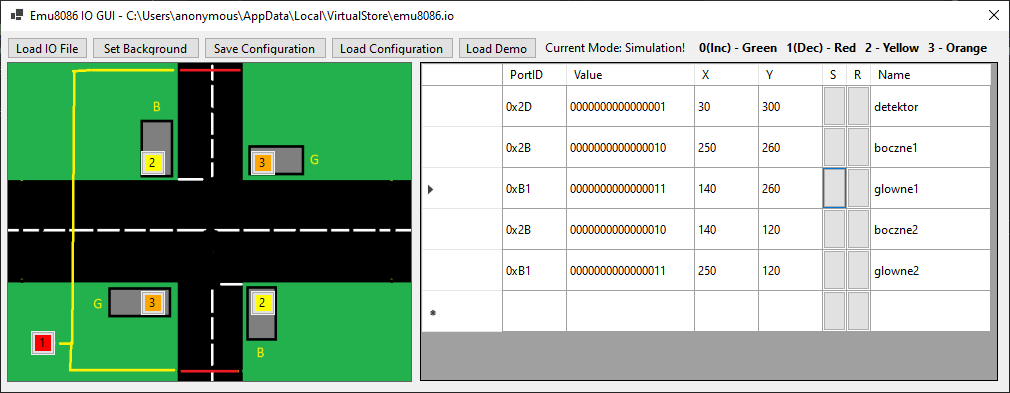 Emu8086 IO GUI - C:\Users\anonymous\AppData\Local\VirtualStore\emu8086.io
Load IO File Set Background Save Configuration Load Configuration Load Demo Current Mode: Simulation! 0(Inc) - Green 1(Dec) - Red 2 - Yellow 3 - Orange
B
2
3 G
G 3
2
1
B
PortID Value X Y S R Name
0x2D 0000000000000001 30 300 detektor
0x2B 0000000000000010 250 260 boczne1
0xB1 0000000000000011 140 260 glowne1
0x2B 0000000000000010 140 120 boczne2
0xB1 0000000000000011 250 120 glowne2